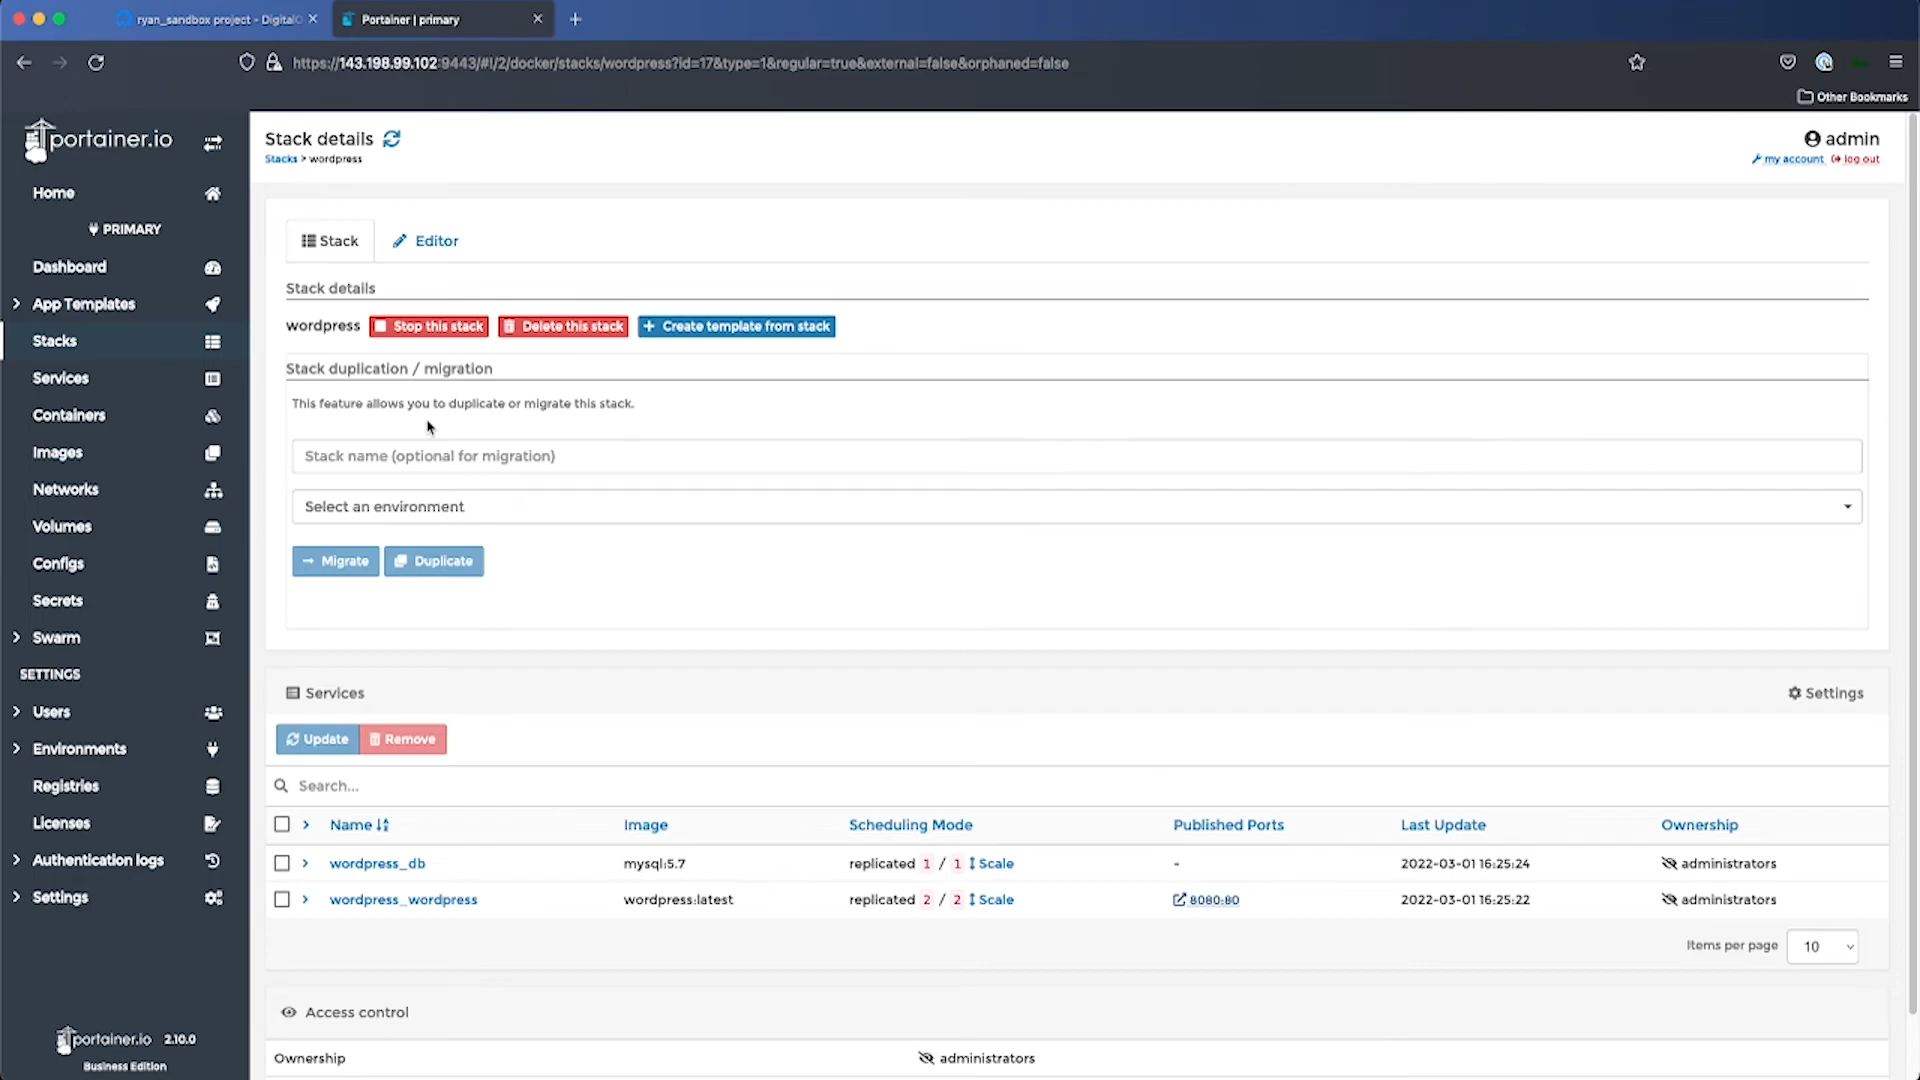 ryan_sandbox project - DigitalO
Portainer | primary
https://143.198.99.102:9443/#!/2/docker/stacks/wordpress?id=17&type=1&regular=true&external=false&orphaned=false
Other Bookmarks
portainer.io
Home
PRIMARY
Dashboard
App Templates
Stacks
Services
Containers
Images
Networks
Volumes
Configs
Secrets
Swarm
SETTINGS
Users
Environments
Registries
Licenses
Authentication logs
Settings
portainer.io 2.10.0
Business Edition
Stack details
Stacks > wordpress
admin
my account log out
Stack Editor
Stack details
wordpress Stop this stack Delete this stack + Create template from stack
Stack duplication / migration
This feature allows you to duplicate or migrate this stack.
Stack name (optional for migration)
Select an environment
Migrate Duplicate
Services Settings
Update Remove
Search...
Name Image Scheduling Mode Published Ports Last Update Ownership
wordpress_db mysql:5.7 replicated 1 / 1 Scale - 2022-03-01 16:25:24 administrators
wordpress_wordpress wordpress:latest replicated 2 / 2 Scale 8080:80 2022-03-01 16:25:22 administrators
Items per page 10
Access control
Ownership administrators